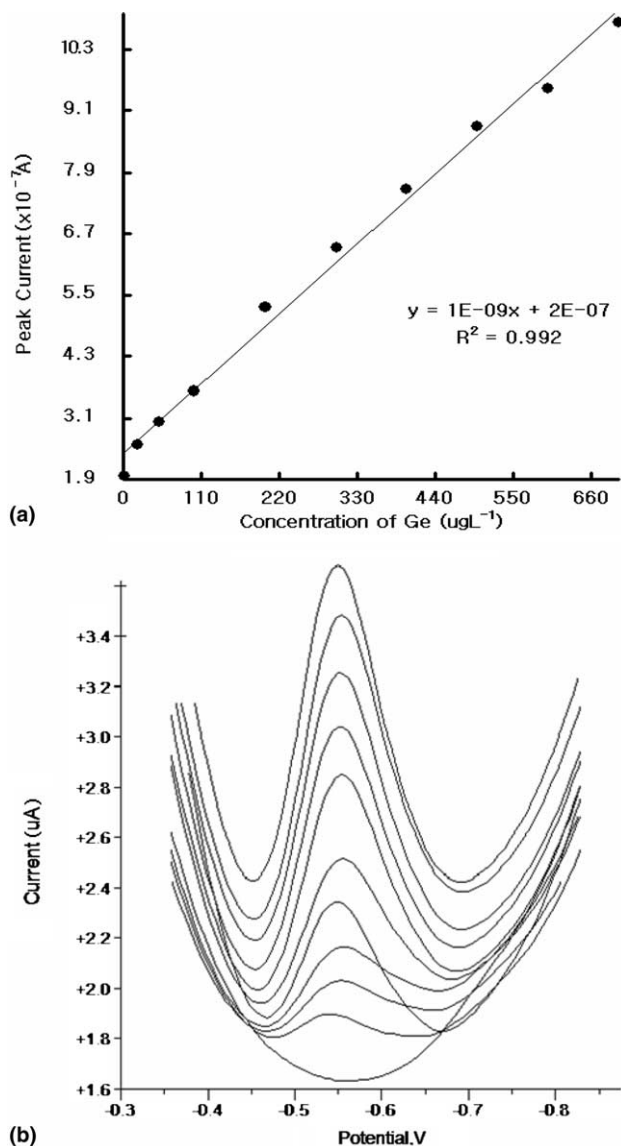 10.3
9.1
7.9
6.7
5.5
4.3
3.1
1.9
Peak Current (x10⁻⁷A)
y = 1E-09x + 2E-07
R² = 0.992
0 110 220 330 440 550 660
Concentration of Ge (ugL⁻¹)
(a)
+3.4
+3.2
+3.0
+2.8
+2.6
+2.4
+2.2
+2.0
+1.8
+1.6
Current (uA)
-0.3 -0.4 -0.5 -0.6 -0.7 -0.8
Potential.V
(b)